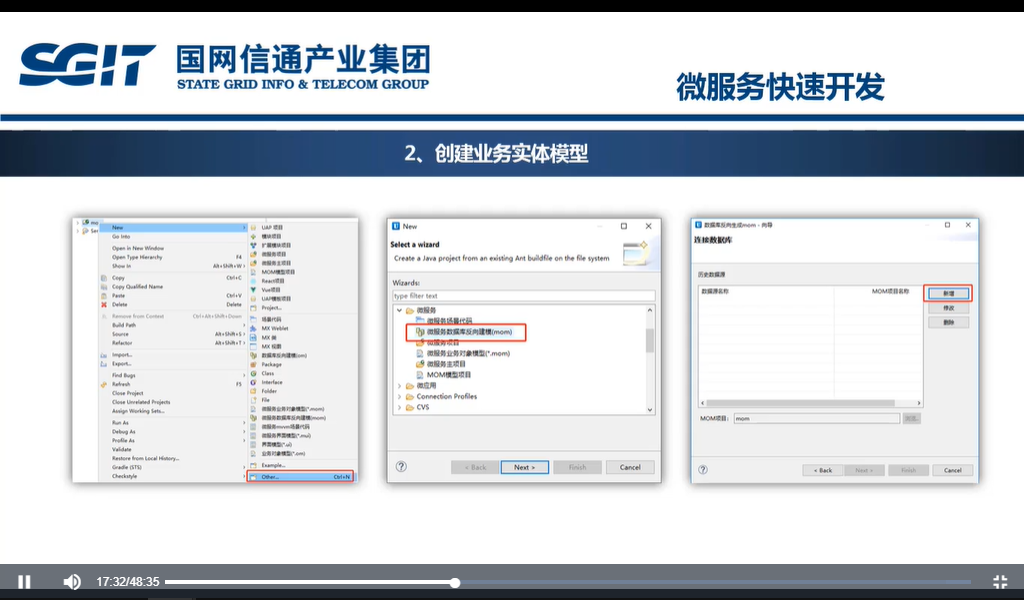 SGIT 国网信通产业集团
STATE GRID INFO & TELECOM GROUP
微服务快速开发
2、创建业务实体模型
New
Go Into
Open in New Window
Open Type Hierarchy F4
Show In Alt+Shift+W
Copy Ctrl+C
Copy Qualified Name
Paste Ctrl+V
Delete Delete
Remove from Context Ctrl+Alt+Shift+Down
Build Path
Source Alt+Shift+S
Refactor Alt+Shift+T
Import...
Export...
Find Bugs
Refresh F5
Close Project
Close Unrelated Projects
Assign Working Sets...
Run As
Debug As
Profile As
Validate
Restore from Local History...
Gradle (STS)
Checkstyle
UAP 项目
模块项目
扩展模块项目
微服务项目
微服务主项目
MOM模型项目
React项目
Vue项目
UAP模板项目
Project...
场景代码
MX Weblet
MX 类
MX 视图
数据库反向建模(om)
Package
Class
Interface
Folder
File
微服务业务对象模型(*.mom)
微服务数据库反向建模(mom)
微服务mom场景代码
微服务界面模型(*.mui)
界面模型(*.ui)
业务对象模型(*.om)
Example...
Other... Ctrl+N
New
Select a wizard
Create a Java project from an existing Ant buildfile on the file system
Wizards:
type filter text
微服务
微服务场景代码
微服务数据库反向建模(mom)
微服务项目
微服务业务对象模型(*.mom)
微服务主项目
MOM模型项目
微应用
Connection Profiles
CVS
< Back Next > Finish Cancel
数据库反向生成mom - 向导
连接数据库
历史数据源
数据源名称 MOM项目名称
新增
修改
删除
MOM项目: mom
< Back Next > Finish Cancel
17:32/48:35